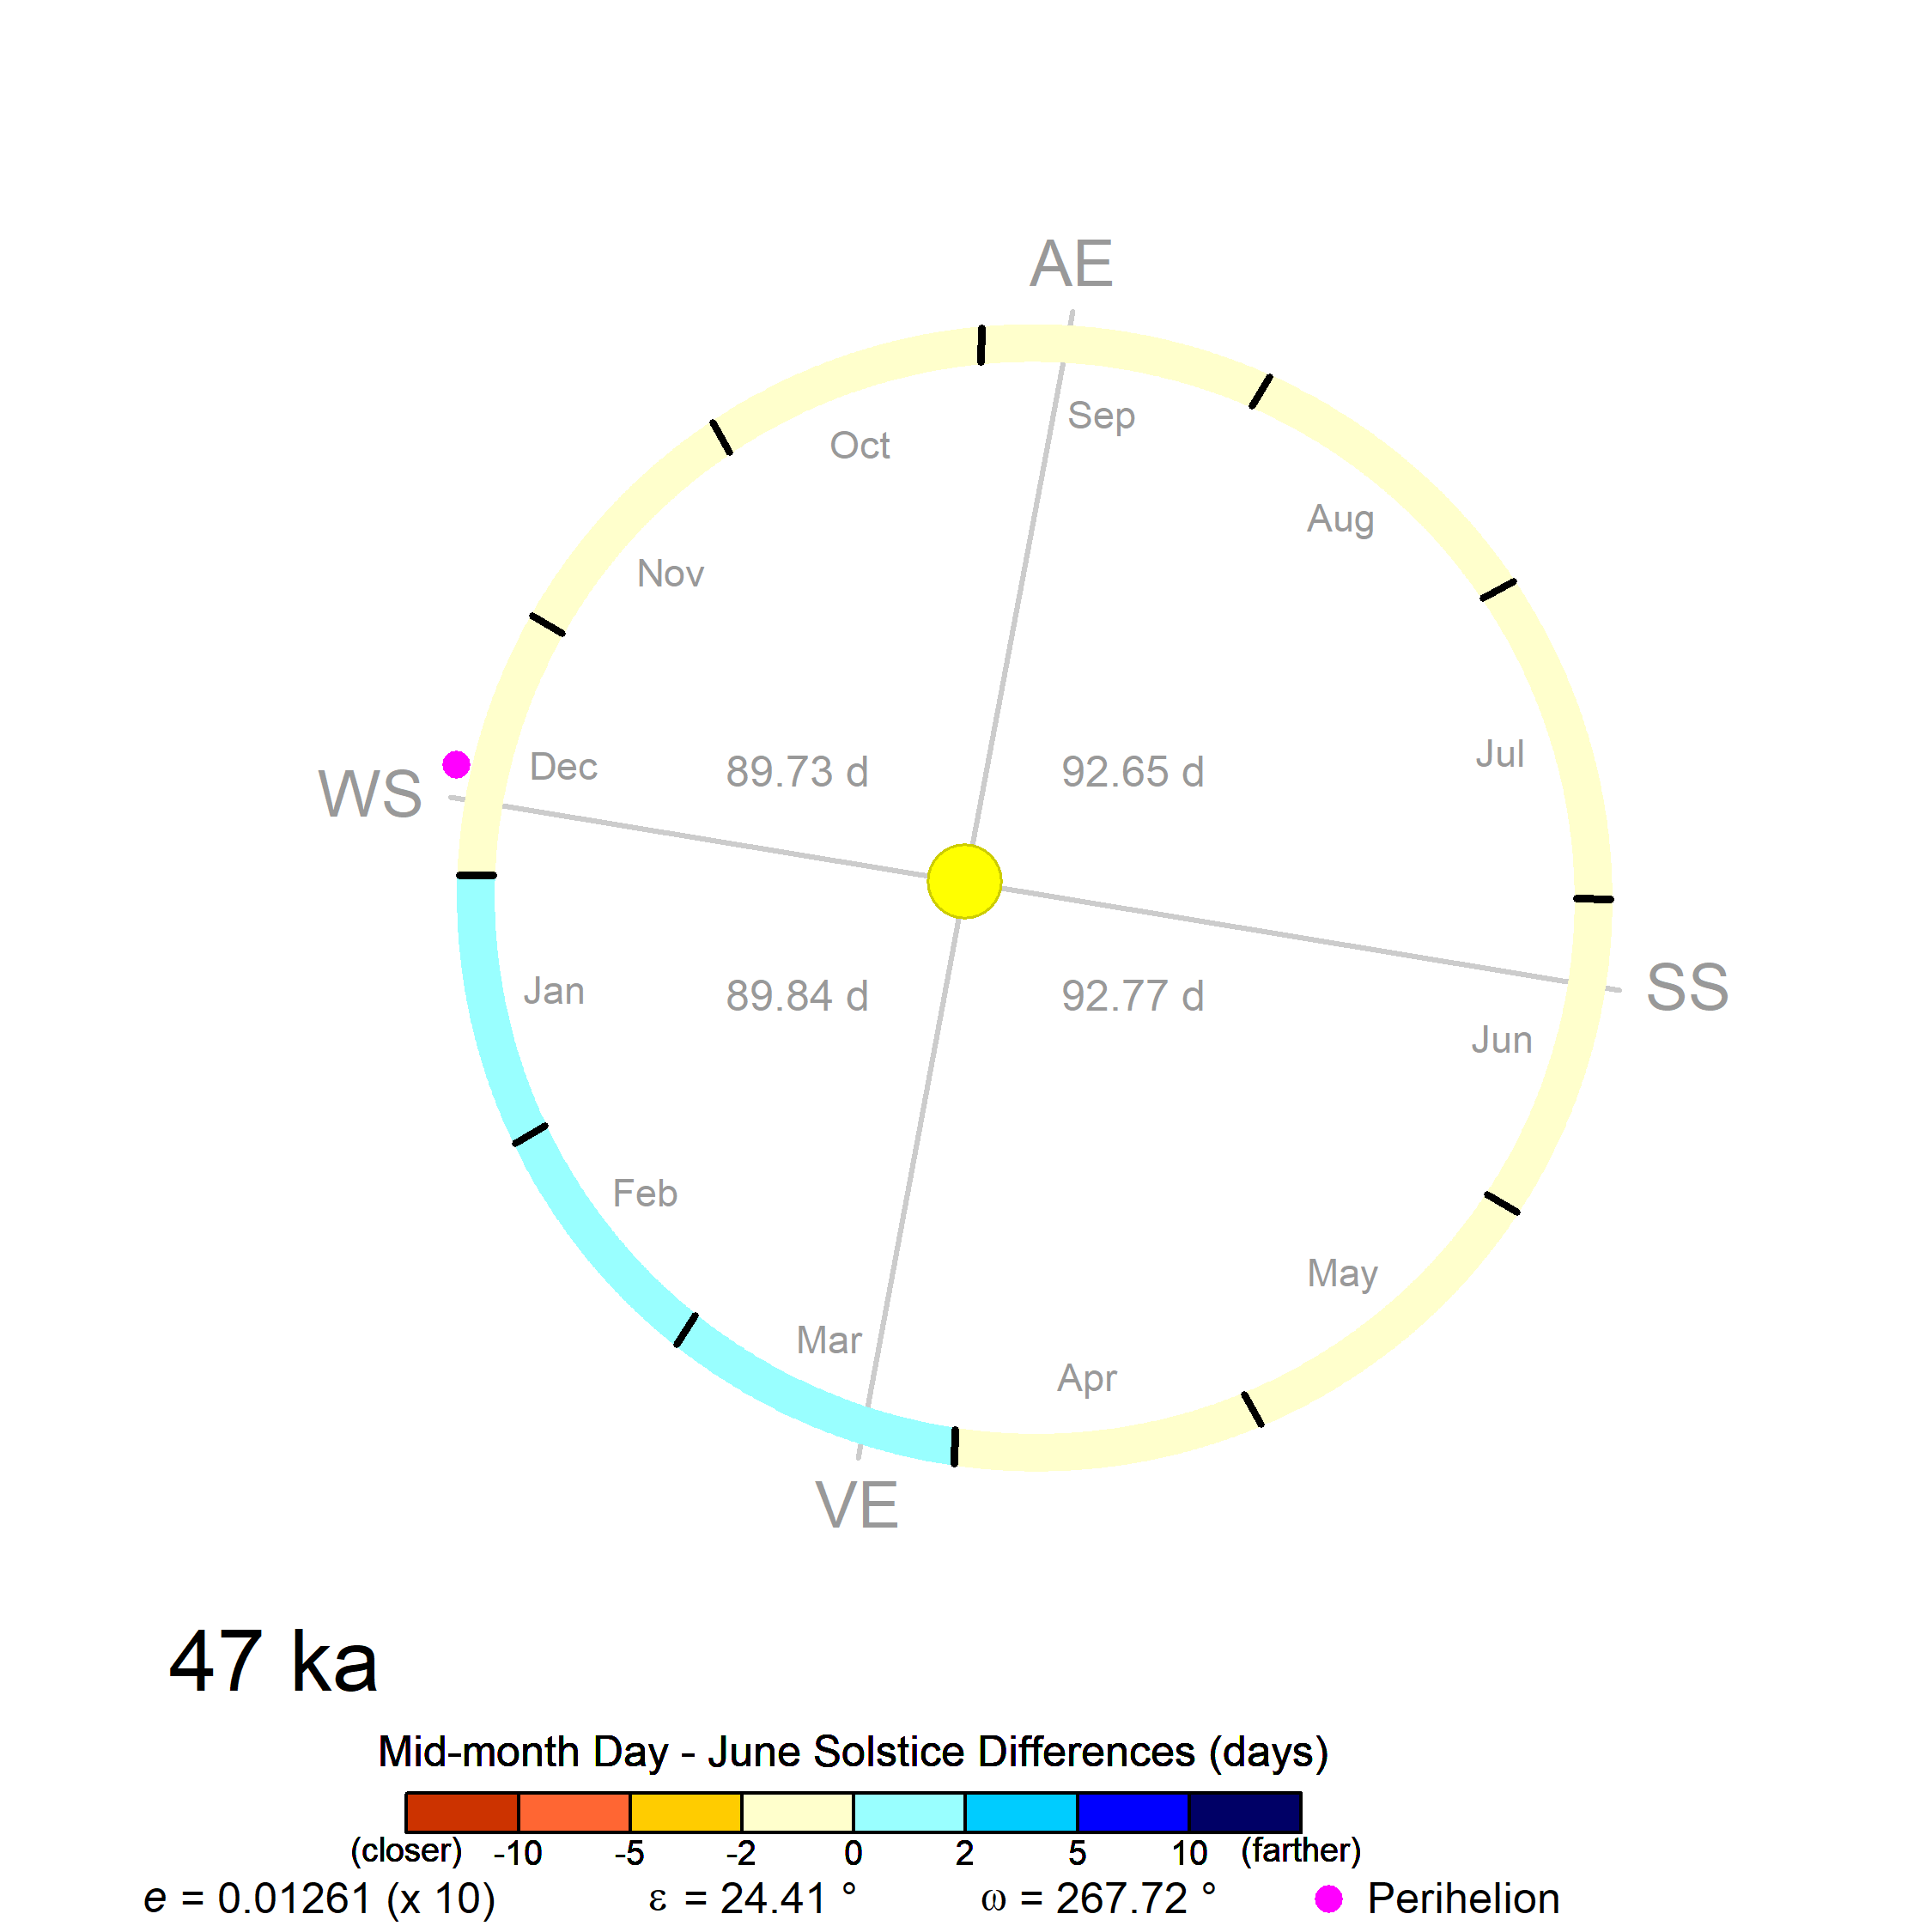 AE
Sep
Oct
Aug
Nov
Jul
Dec
89.73 d
92.65 d
WS
SS
Jan
89.84 d
92.77 d
Jun
Feb
May
Mar
Apr
VE
47 ka
Mid-month Day - June Solstice Differences (days)
(closer) -10 -5 -2 0 2 5 10 (farther)
e = 0.01261 (x 10) ε = 24.41 ° ω = 267.72 ° Perihelion